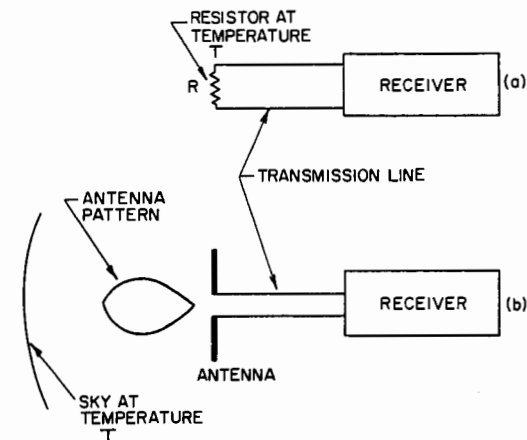 RESISTOR AT
TEMPERATURE
T
R
RECEIVER
(a)
TRANSMISSION LINE
ANTENNA
PATTERN
RECEIVER
(b)
ANTENNA
SKY AT
TEMPERATURE
T